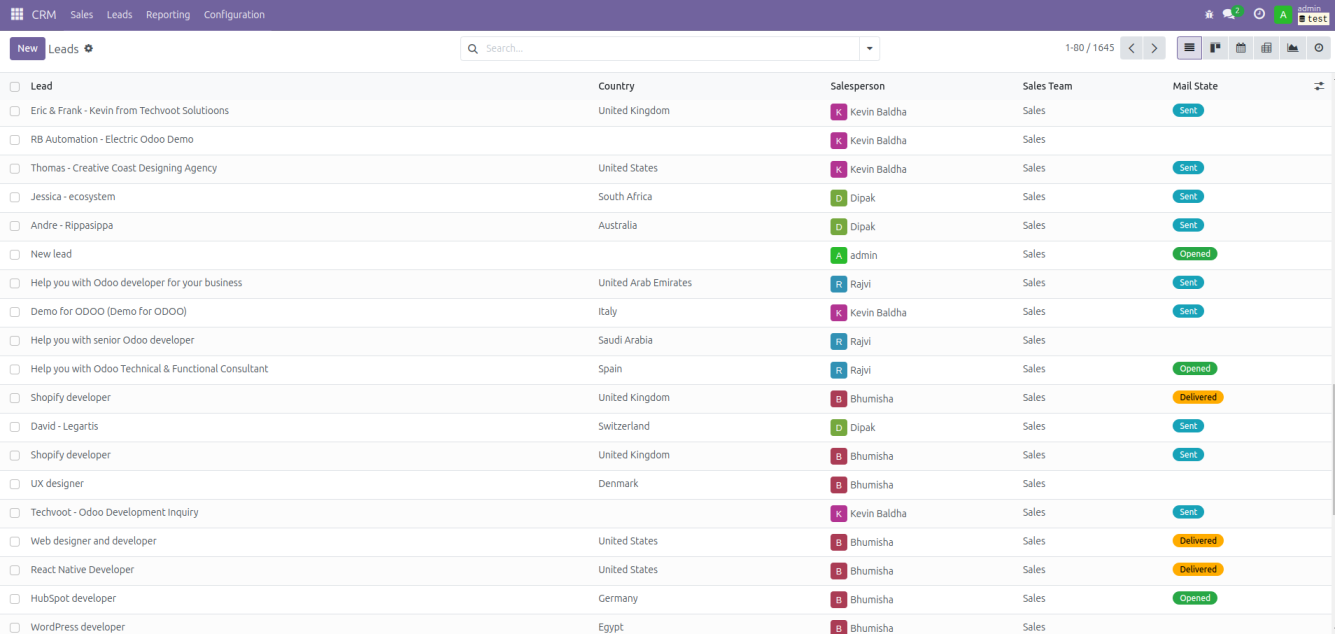 CRM Sales Leads Reporting Configuration 2 A admin
test
New Leads Search... 1-80 / 1645
Lead Country Salesperson Sales Team Mail State
Eric & Frank - Kevin from Techvoot Solutioons United Kingdom K Kevin Baldha Sales Sent
RB Automation - Electric Odoo Demo K Kevin Baldha Sales
Thomas - Creative Coast Designing Agency United States K Kevin Baldha Sales Sent
Jessica - ecosystem South Africa D Dipak Sales Sent
Andre - Rippasippa Australia D Dipak Sales Sent
New lead A admin Sales Opened
Help you with Odoo developer for your business United Arab Emirates R Rajvi Sales Sent
Demo for ODOO (Demo for ODOO) Italy K Kevin Baldha Sales Sent
Help you with senior Odoo developer Saudi Arabia R Rajvi Sales
Help you with Odoo Technical & Functional Consultant Spain R Rajvi Sales Opened
Shopify developer United Kingdom B Bhumisha Sales Delivered
David - Legartis Switzerland D Dipak Sales Sent
Shopify developer United Kingdom B Bhumisha Sales Sent
UX designer Denmark B Bhumisha Sales
Techvoot - Odoo Development Inquiry K Kevin Baldha Sales Sent
Web designer and developer United States B Bhumisha Sales Delivered
React Native Developer United States B Bhumisha Sales Delivered
HubSpot developer Germany B Bhumisha Sales Opened
WordPress developer Egypt B Bhumisha Sales